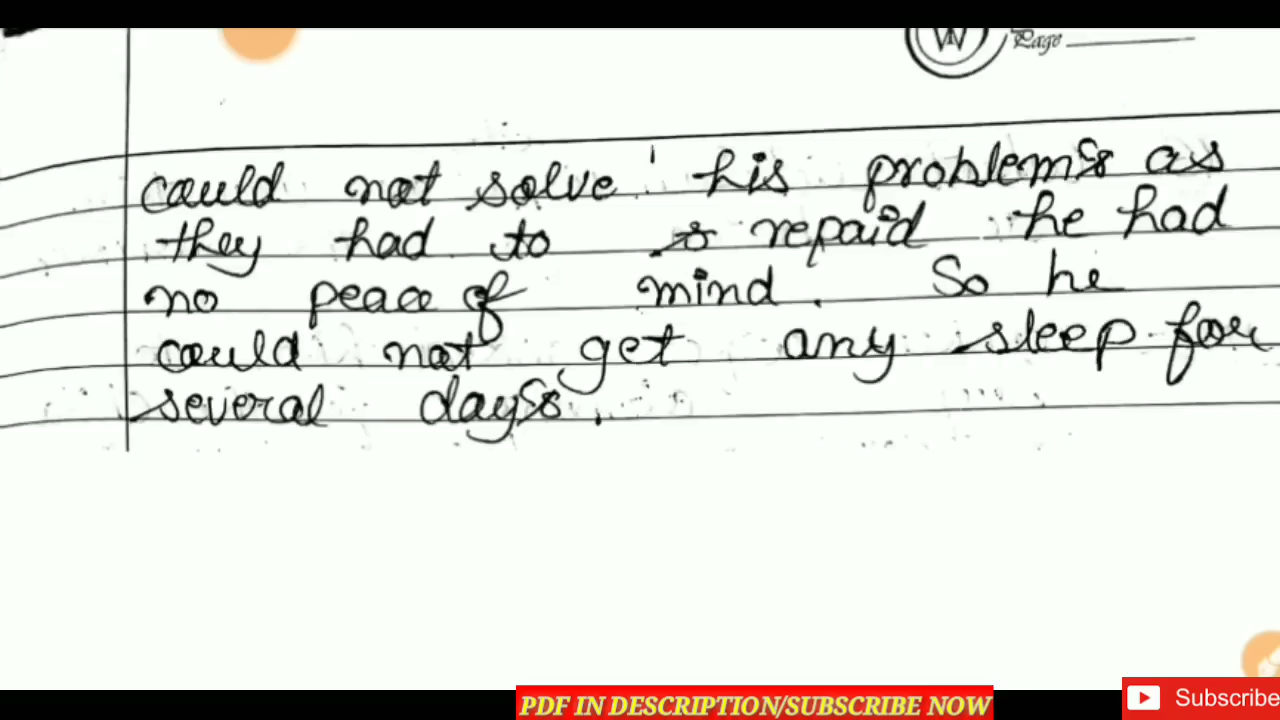 Page
could not solve his problems as
they had to repaid he had
no peace of mind. So he
could not get any sleep for
several days.
PDF IN DESCRIPTION/SUBSCRIBE NOW
Subscribe